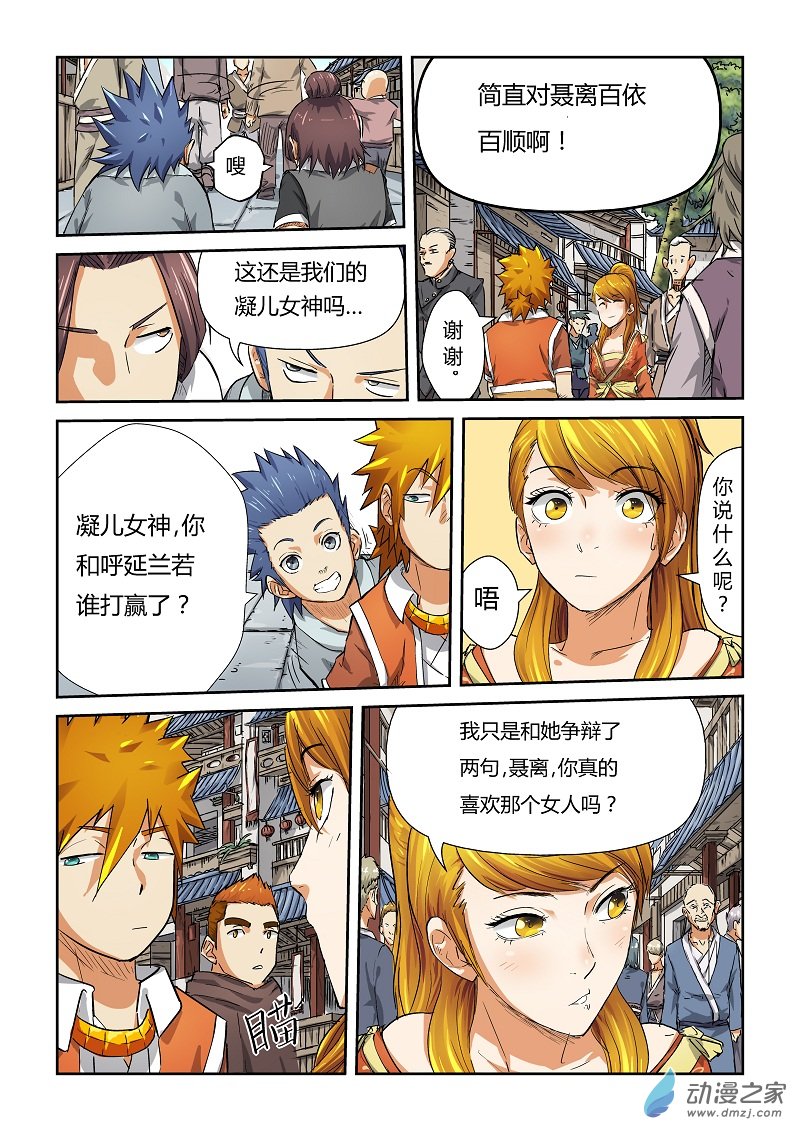 嗖
简直对聂离百依
百顺啊！
谢谢。
这还是我们的
凝儿女神吗…
凝儿女神，你
和呼延兰若
谁打赢了？
你说什么呢？
唔
瞄
我只是和她争辩了
两句，聂离，你真的
喜欢那个女人吗？
动漫之家
www.dmzj.com